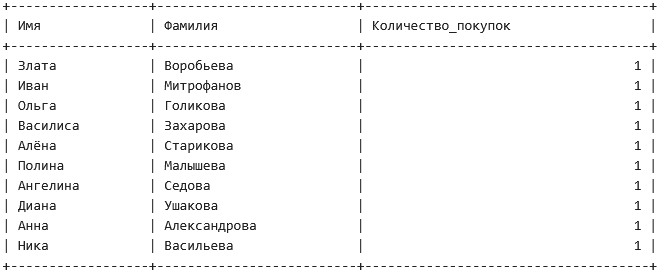 Имя Фамилия Количество_покупок
Злата Воробьева 1
Иван Митрофанов 1
Ольга Голикова 1
Василиса Захарова 1
Алёна Старикова 1
Полина Малышева 1
Ангелина Седова 1
Диана Ушакова 1
Анна Александрова 1
Ника Васильева 1